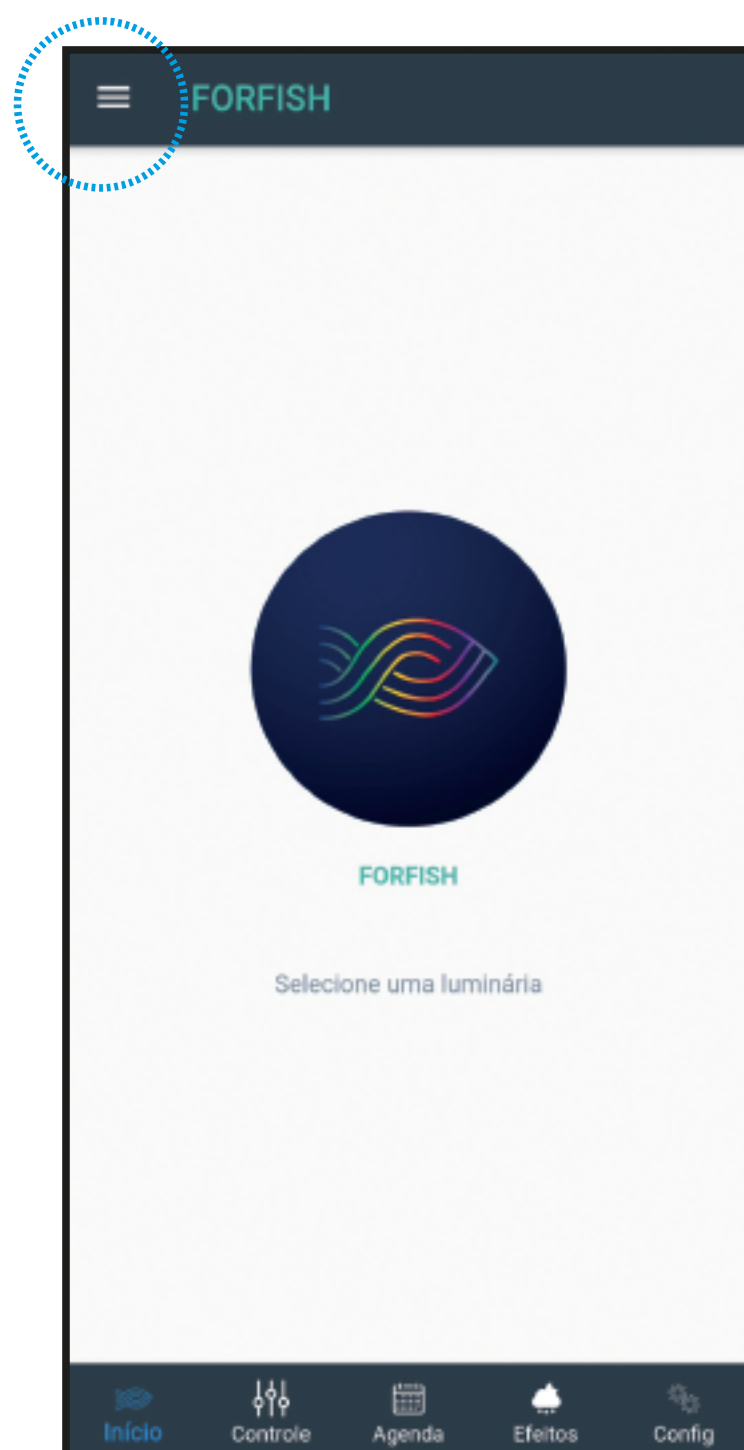 FORFISH
FORFISH
Selecione uma luminária
Início
Controle
Agenda
Efeitos
Config